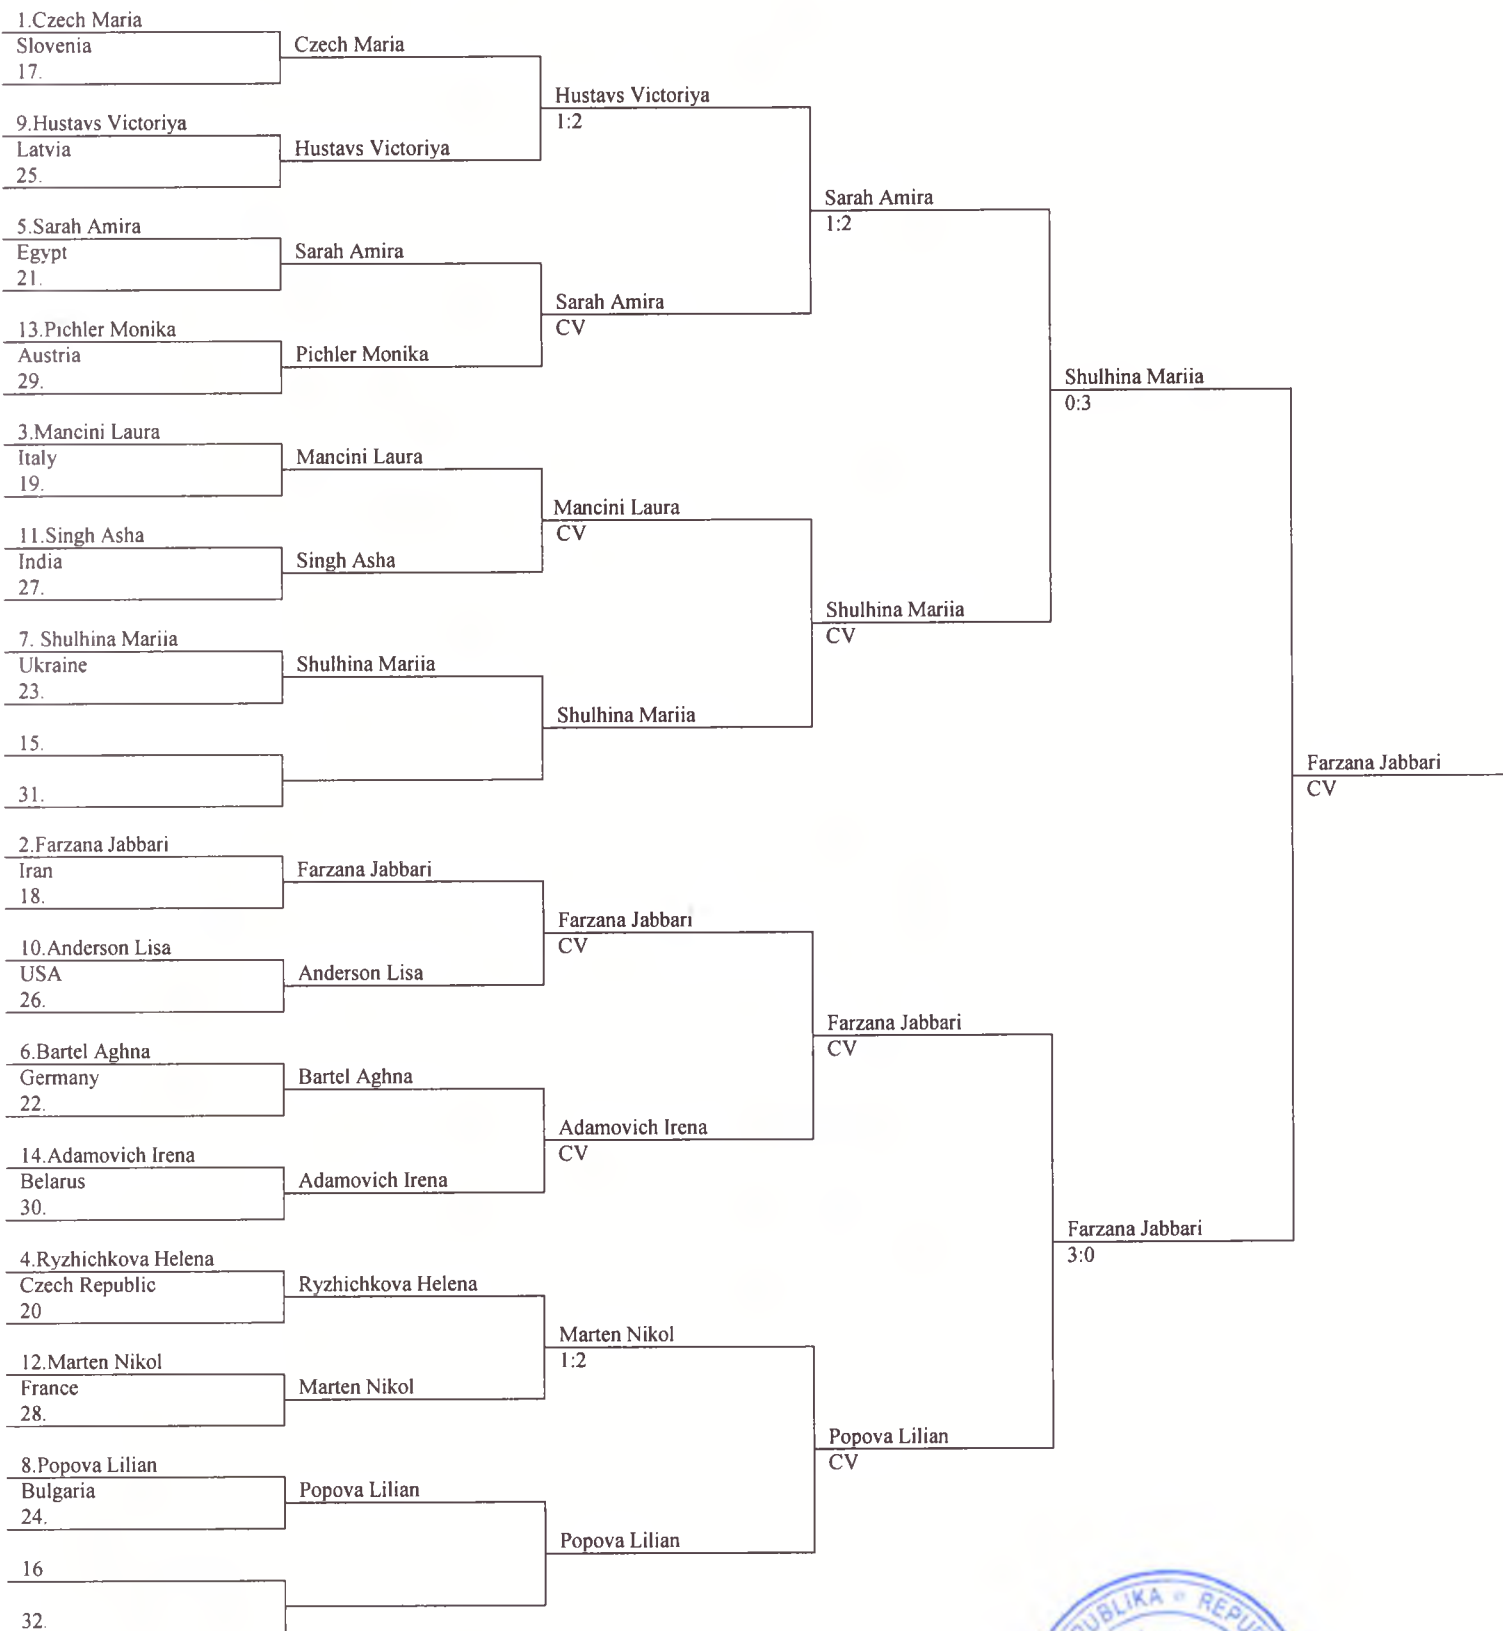 1.Czech Maria
Slovenia
17.
Czech Maria
Hustavs Victoriya
1:2
9.Hustavs Victoriya
Latvia
25.
Hustavs Victoriya
Sarah Amira
1:2
5.Sarah Amira
Egypt
21.
Sarah Amira
Sarah Amira
CV
13.Pichler Monika
Austria
29.
Pichler Monika
Shulhina Mariia
0:3
3.Mancini Laura
Italy
19.
Mancini Laura
Mancini Laura
CV
11.Singh Asha
India
27.
Singh Asha
Shulhina Mariia
CV
7. Shulhina Mariia
Ukraine
23.
Shulhina Mariia
Shulhina Mariia
15.
31.
Farzana Jabbari
CV
2.Farzana Jabbari
Iran
18.
Farzana Jabbari
Farzana Jabbari
CV
10.Anderson Lisa
USA
26.
Anderson Lisa
Farzana Jabbari
CV
6.Bartel Aghna
Germany
22.
Bartel Aghna
Adamovich Irena
CV
14.Adamovich Irena
Belarus
30.
Adamovich Irena
Farzana Jabbari
3:0
4.Ryzhichkova Helena
Czech Republic
20
Ryzhichkova Helena
Marten Nikol
1:2
12.Marten Nikol
France
28.
Marten Nikol
Popova Lilian
CV
8.Popova Lilian
Bulgaria
24.
Popova Lilian
Popova Lilian
16
32.